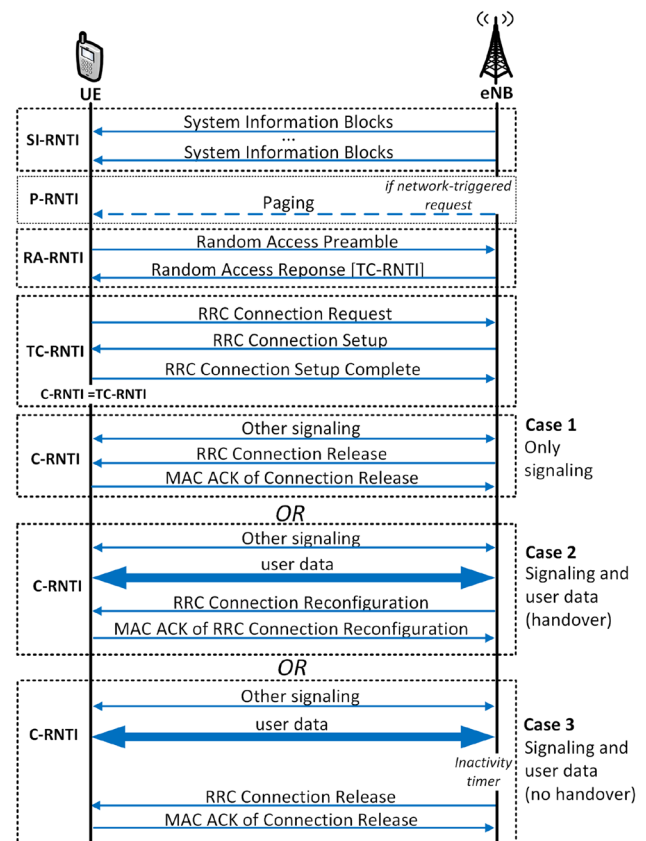 UE
eNB
SI-RNTI
System Information Blocks
...
System Information Blocks
P-RNTI
if network-triggered
request
Paging
RA-RNTI
Random Access Preamble
Random Access Reponse [TC-RNTI]
TC-RNTI
RRC Connection Request
RRC Connection Setup
RRC Connection Setup Complete
C-RNTI =TC-RNTI
C-RNTI
Other signaling
RRC Connection Release
MAC ACK of Connection Release
Case 1
Only
signaling
OR
C-RNTI
Other signaling
user data
RRC Connection Reconfiguration
MAC ACK of RRC Connection Reconfiguration
Case 2
Signaling and
user data
(handover)
OR
C-RNTI
Other signaling
user data
Inactivity
timer
RRC Connection Release
MAC ACK of Connection Release
Case 3
Signaling and
user data
(no handover)